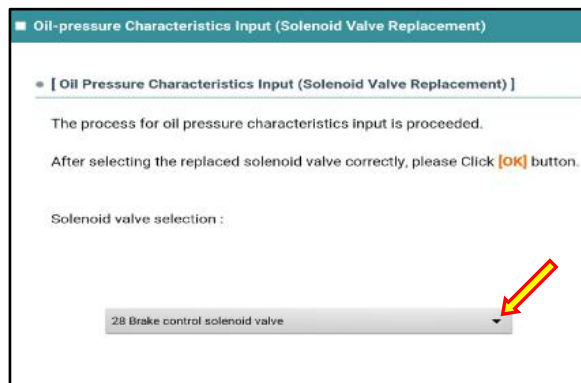 Oil-pressure Characteristics Input (Solenoid Valve Replacement)
[ Oil Pressure Characteristics Input (Solenoid Valve Replacement) ]
The process for oil pressure characteristics input is proceeded.
After selecting the replaced solenoid valve correctly, please Click [OK] button.
Solenoid valve selection :
28 Brake control solenoid valve